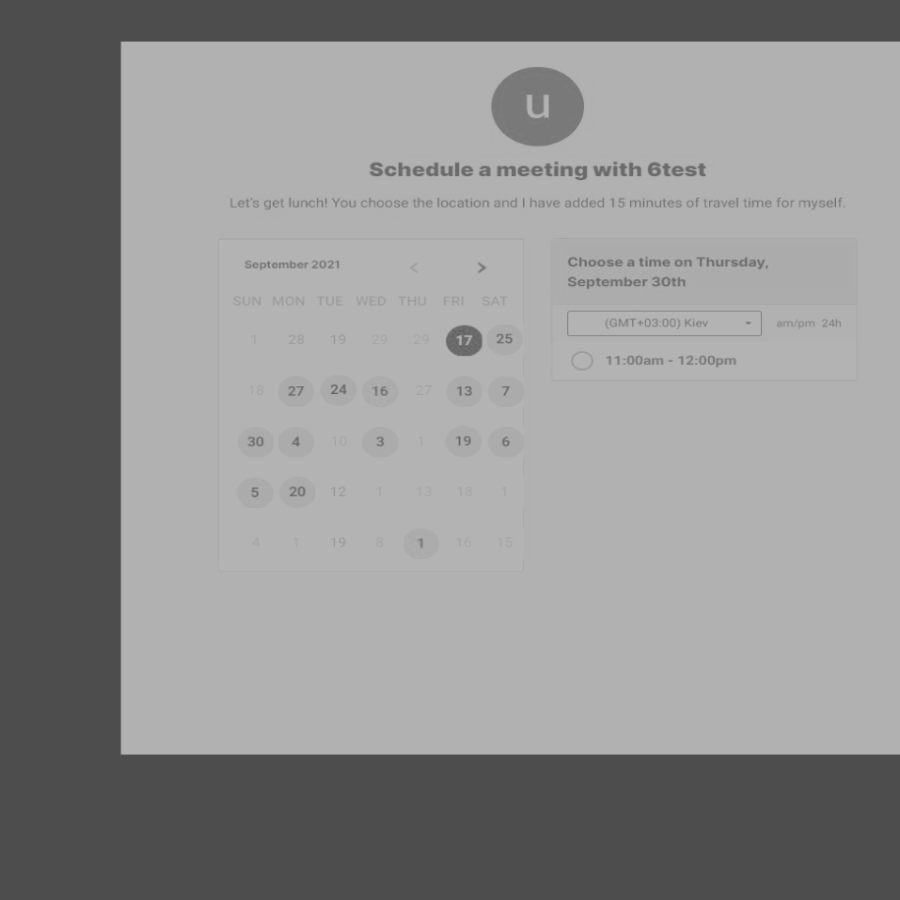 u
Schedule a meeting with 6test
Let's get lunch! You choose the location and I have added 15 minutes of travel time for myself.
September 2021
SUN MON TUE WED THU FRI SAT
1 28 19 29 29 17 25
18 27 24 16 27 13 7
30 4 10 3 1 19 6
5 20 12 1 13 18 1
4 1 19 8 1 16 15
Choose a time on Thursday,
September 30th
(GMT+03:00) Kiev
am/pm 24h
11:00am - 12:00pm